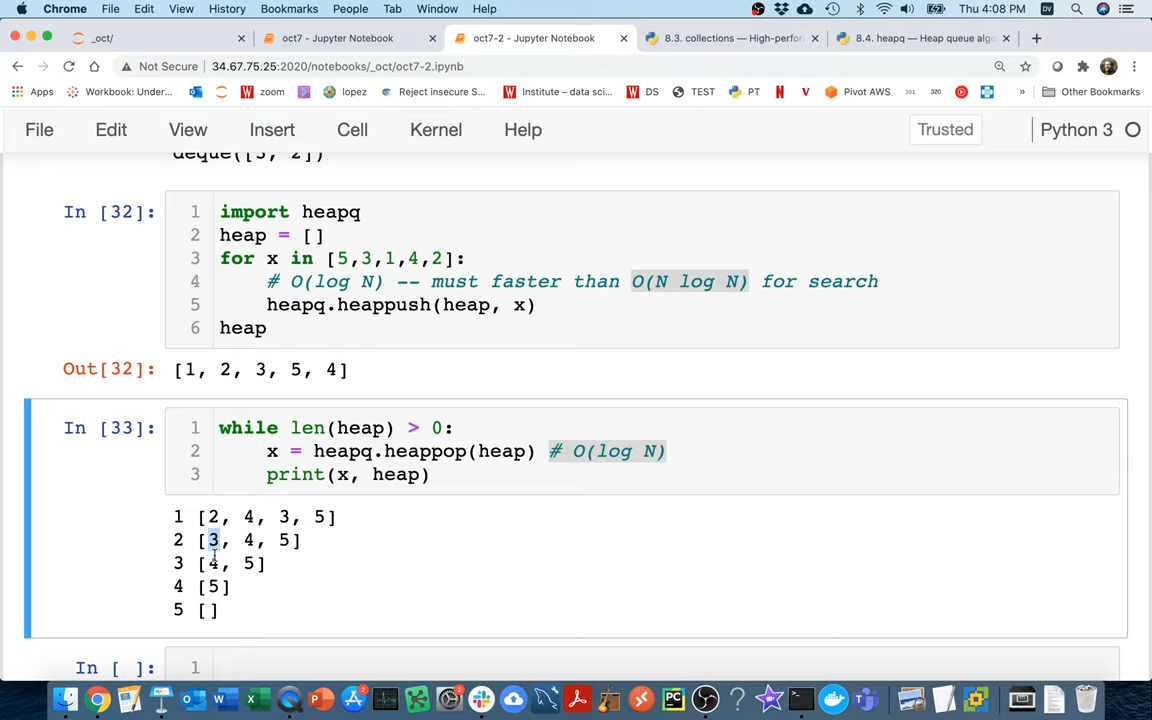 Chrome File Edit View History Bookmarks People Tab Window Help Thu 4:08 PM DV
_oct/ oct7 - Jupyter Notebook oct7-2 - Jupyter Notebook 8.3. collections — High-perfor 8.4. heapq — Heap queue algo
Not Secure 34.67.75.25:2020/notebooks/_oct/oct7-2.ipynb
Apps Workbook: Under... zoom lopez Reject insecure S... Institute – data sci... DS TEST PT Pivot AWS 301 320 Other Bookmarks
File Edit View Insert Cell Kernel Help Trusted Python 3
deque([3, 2])
In [32]:
1 import heapq
2 heap = []
3 for x in [5,3,1,4,2]:
4 # O(log N) -- must faster than O(N log N) for search
5 heapq.heappush(heap, x)
6 heap
Out[32]: [1, 2, 3, 5, 4]
In [33]:
1 while len(heap) > 0:
2 x = heapq.heappop(heap) # O(log N)
3 print(x, heap)
1 [2, 4, 3, 5]
2 [3, 4, 5]
3 [4, 5]
4 [5]
5 []
In [ ]: 1